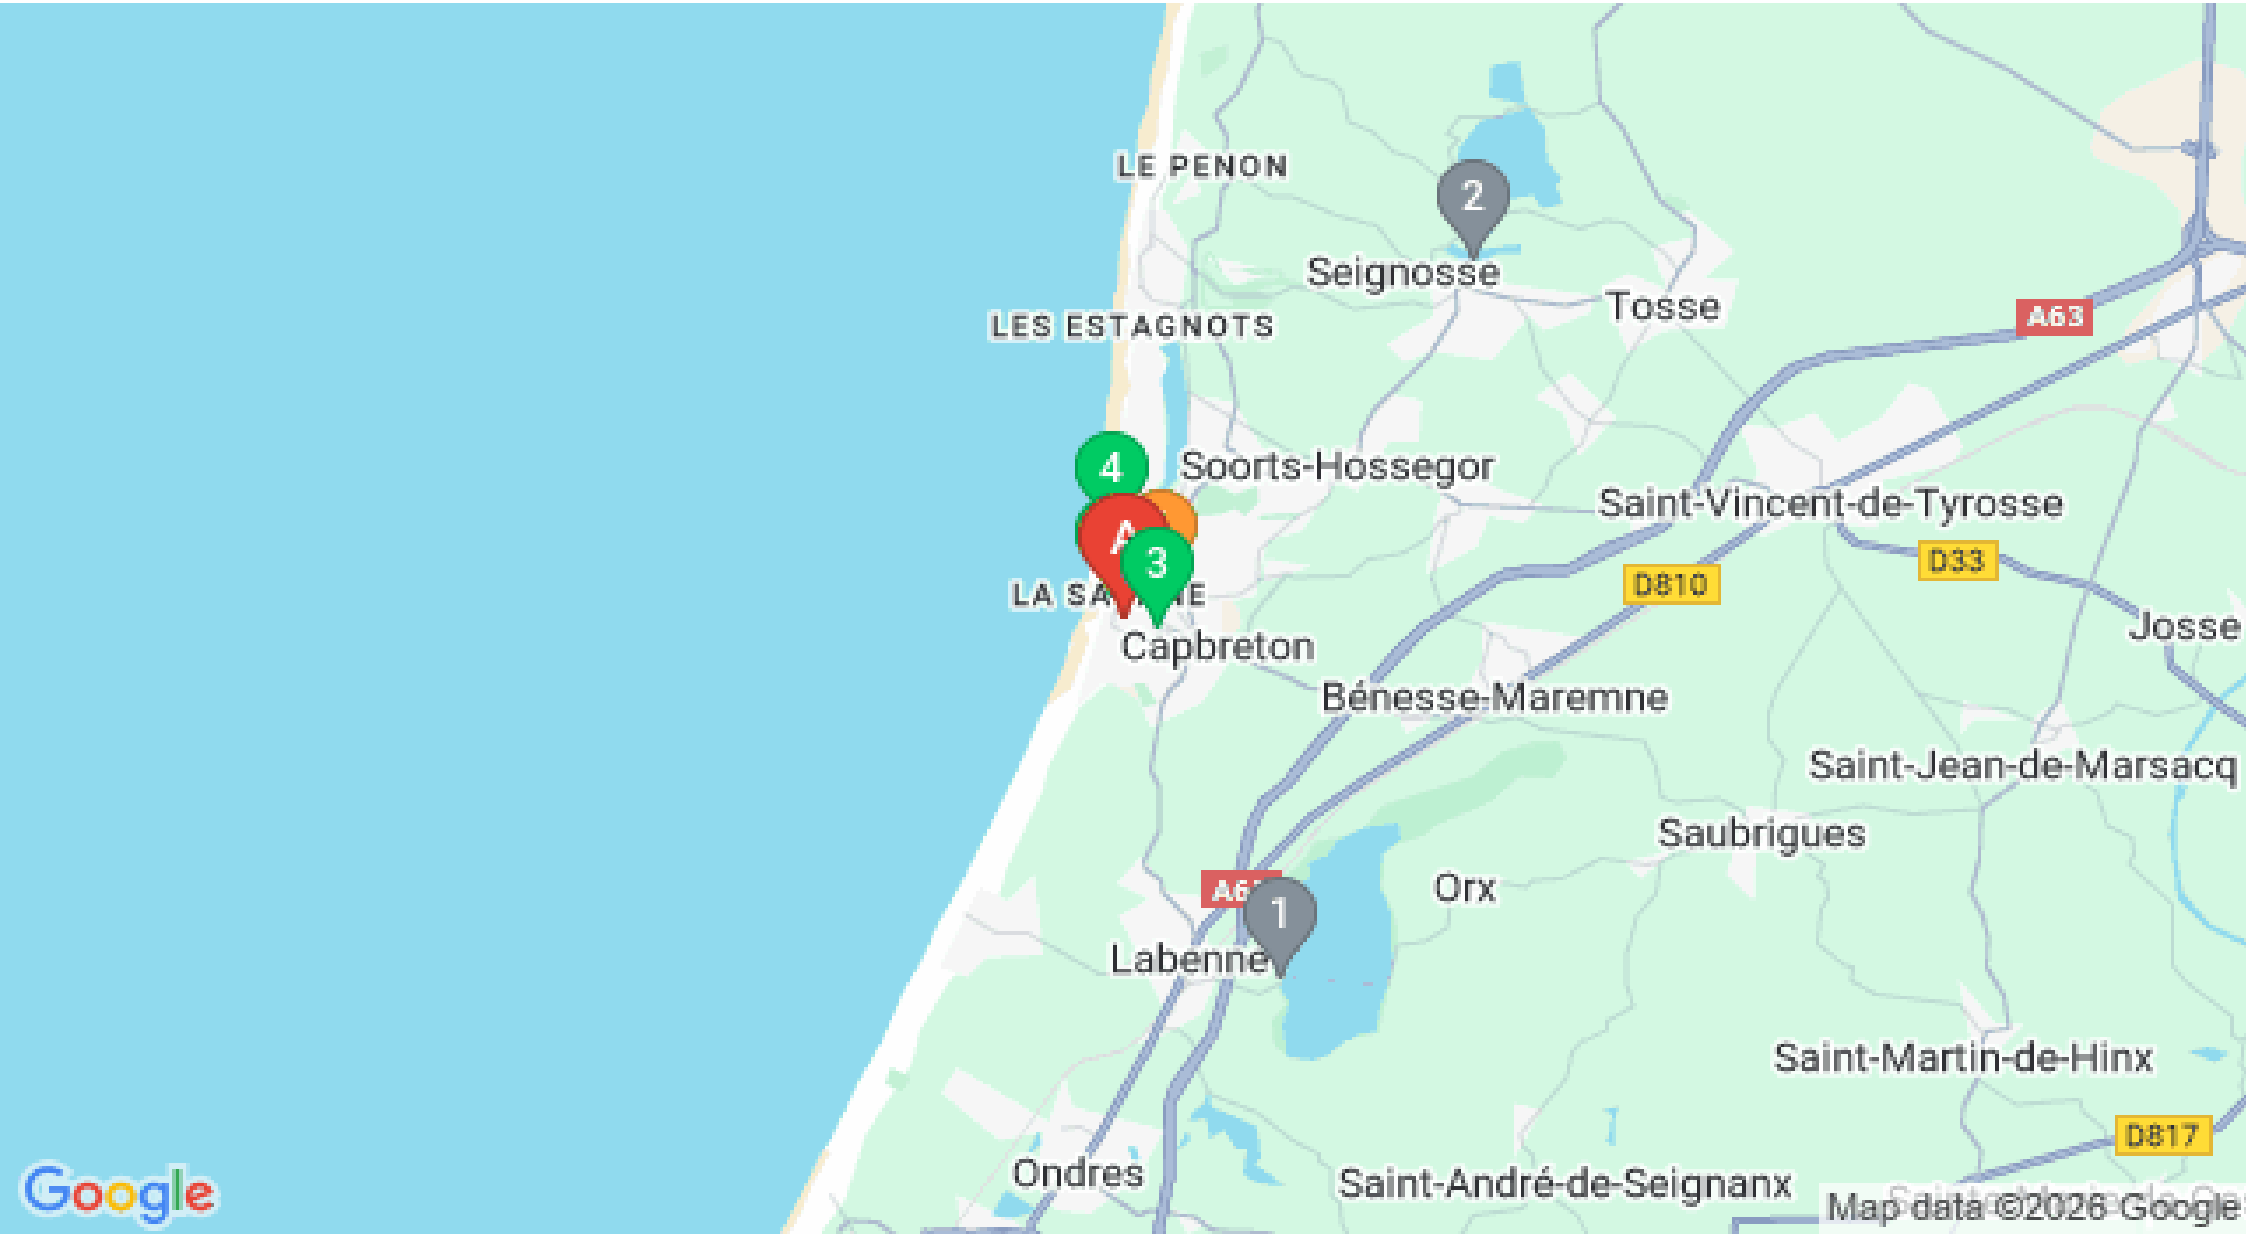 LE PENON
2
Seignosse
Tosse
A63
LES ESTAGNOTS
4
Soorts-Hossegor
Saint-Vincent-de-Tyrosse
A
3
D33
D810
LA
Capbreton
Josse
Bénesse-Maremne
Saint-Jean-de-Marsacq
Saubrigues
Orx
1
Labenne
Saint-Martin-de-Hinx
D817
Ondres
Saint-André-de-Seignanx
Google
Map data ©2026 Google